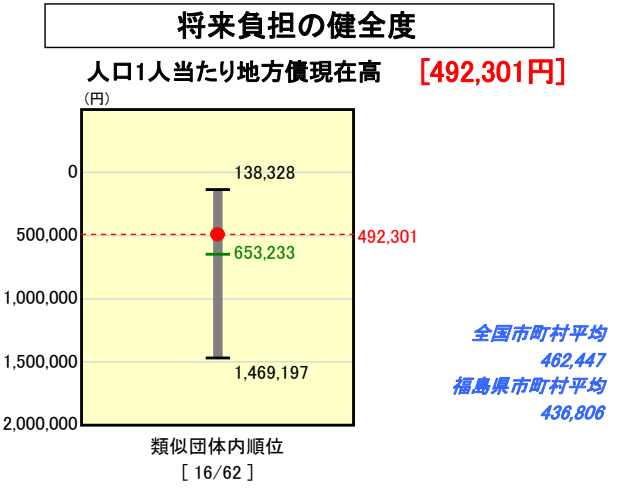 将来負担の健全度
人口1人当たり地方債現在高 [492,301円]
(円)
0
500,000
1,000,000
1,500,000
2,000,000
138,328
492,301
653,233
1,469,197
類似団体内順位
[ 16/62 ]
全国市町村平均
462,447
福島県市町村平均
436,806